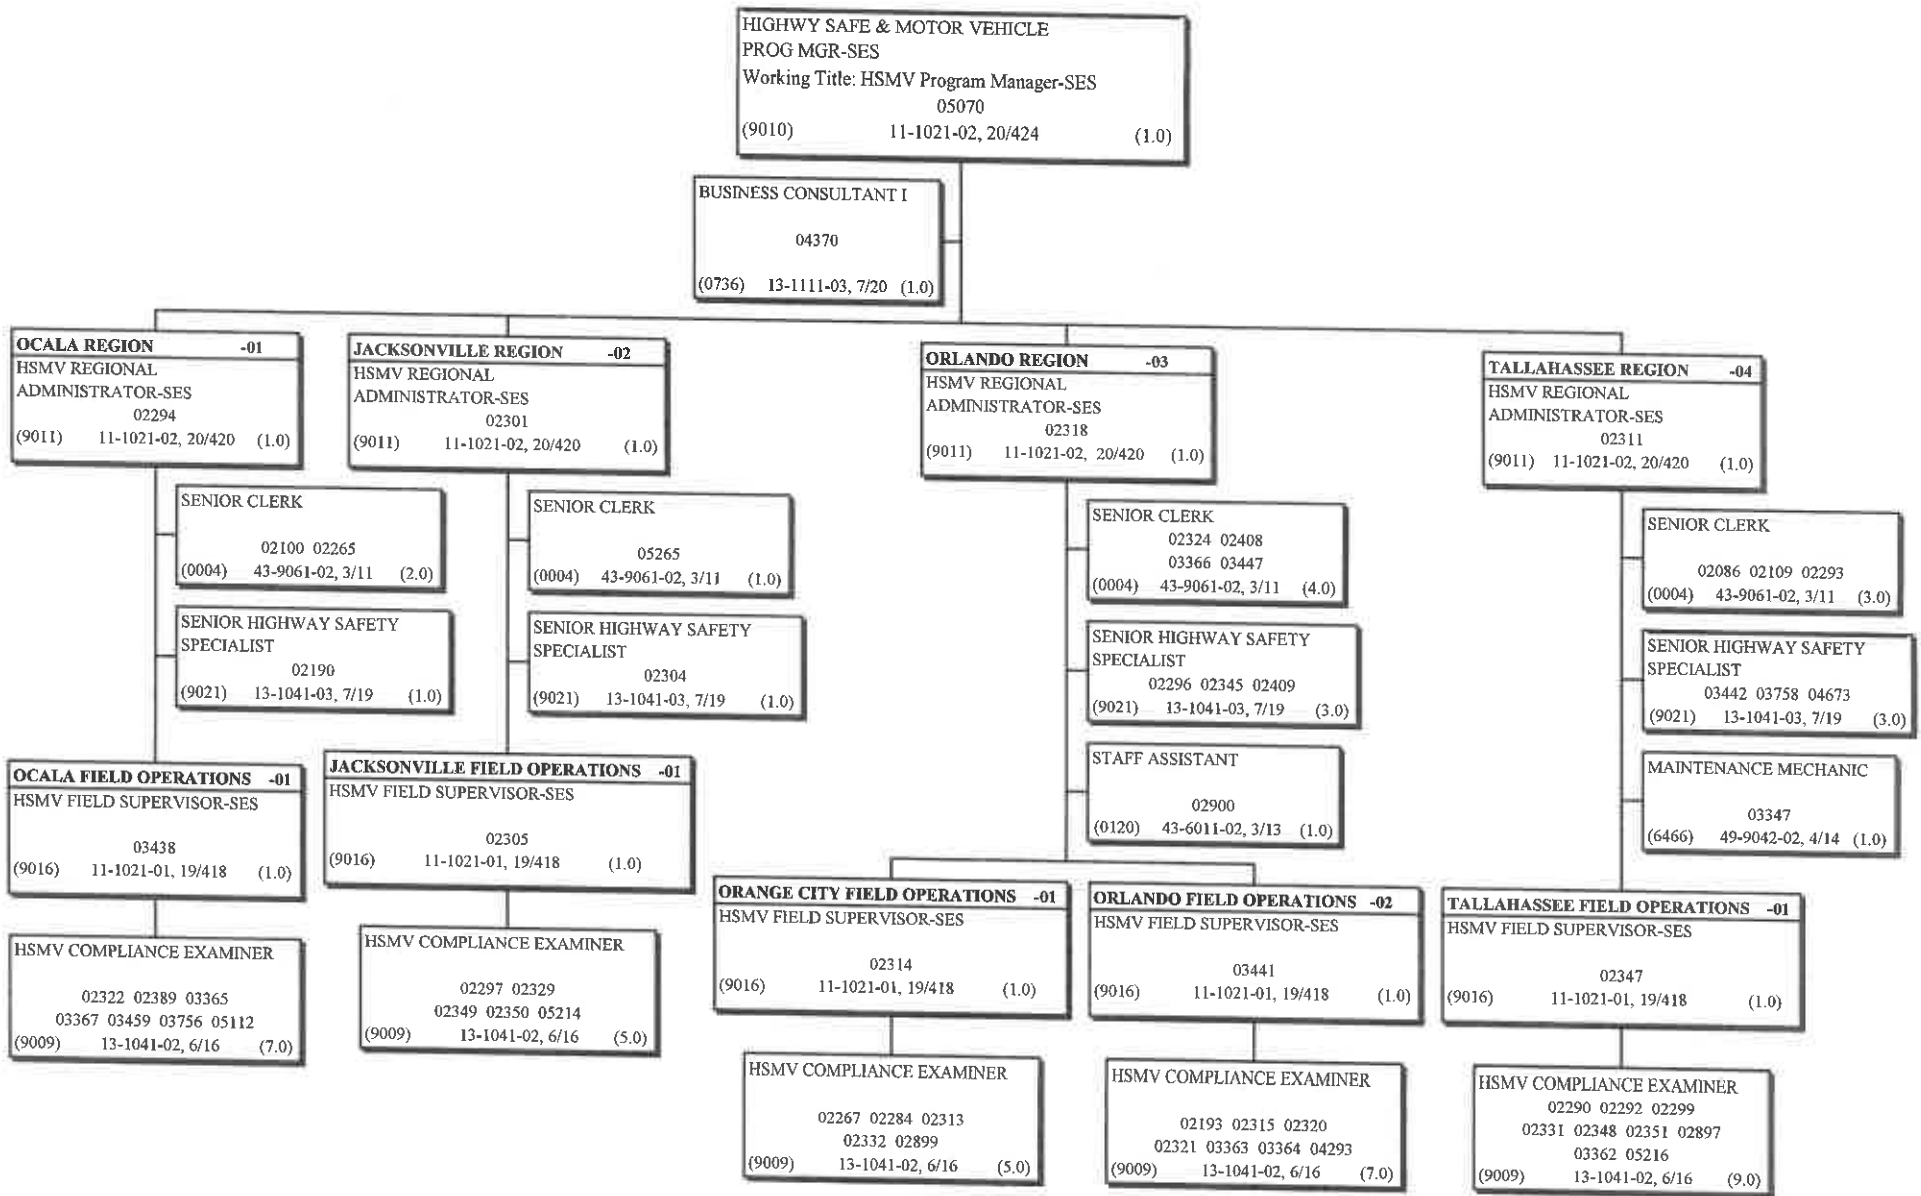 HIGHWY SAFE & MOTOR VEHICLE
PROG MGR-SES
Working Title: HSMV Program Manager-SES
05070
(9010) 11-1021-02, 20/424 (1.0)
BUSINESS CONSULTANT I
04370
(0736) 13-1111-03, 7/20 (1.0)
OCALA REGION -01
HSMV REGIONAL
ADMINISTRATOR-SES
02294
(9011) 11-1021-02, 20/420 (1.0)
SENIOR CLERK
02100 02265
(0004) 43-9061-02, 3/11 (2.0)
SENIOR HIGHWAY SAFETY
SPECIALIST
02190
(9021) 13-1041-03, 7/19 (1.0)
OCALA FIELD OPERATIONS -01
HSMV FIELD SUPERVISOR-SES
03438
(9016) 11-1021-01, 19/418 (1.0)
HSMV COMPLIANCE EXAMINER
02322 02389 03365
03367 03459 03756 05112
(9009) 13-1041-02, 6/16 (7.0)
JACKSONVILLE REGION -02
HSMV REGIONAL
ADMINISTRATOR-SES
02301
(9011) 11-1021-02, 20/420 (1.0)
SENIOR CLERK
05265
(0004) 43-9061-02, 3/11 (1.0)
SENIOR HIGHWAY SAFETY
SPECIALIST
02304
(9021) 13-1041-03, 7/19 (1.0)
JACKSONVILLE FIELD OPERATIONS -01
HSMV FIELD SUPERVISOR-SES
02305
(9016) 11-1021-01, 19/418 (1.0)
HSMV COMPLIANCE EXAMINER
02297 02329
02349 02350 05214
(9009) 13-1041-02, 6/16 (5.0)
ORLANDO REGION -03
HSMV REGIONAL
ADMINISTRATOR-SES
02318
(9011) 11-1021-02, 20/420 (1.0)
SENIOR CLERK
02324 02408
03366 03447
(0004) 43-9061-02, 3/11 (4.0)
SENIOR HIGHWAY SAFETY
SPECIALIST
02296 02345 02409
(9021) 13-1041-03, 7/19 (3.0)
STAFF ASSISTANT
02900
(0120) 43-6011-02, 3/13 (1.0)
ORANGE CITY FIELD OPERATIONS -01
HSMV FIELD SUPERVISOR-SES
02314
(9016) 11-1021-01, 19/418 (1.0)
HSMV COMPLIANCE EXAMINER
02267 02284 02313
02332 02899
(9009) 13-1041-02, 6/16 (5.0)
ORLANDO FIELD OPERATIONS -02
HSMV FIELD SUPERVISOR-SES
03441
(9016) 11-1021-01, 19/418 (1.0)
HSMV COMPLIANCE EXAMINER
02193 02315 02320
02321 03363 03364 04293
(9009) 13-1041-02, 6/16 (7.0)
TALLAHASSEE REGION -04
HSMV REGIONAL
ADMINISTRATOR-SES
02311
(9011) 11-1021-02, 20/420 (1.0)
SENIOR CLERK
02086 02109 02293
(0004) 43-9061-02, 3/11 (3.0)
SENIOR HIGHWAY SAFETY
SPECIALIST
03442 03758 04673
(9021) 13-1041-03, 7/19 (3.0)
MAINTENANCE MECHANIC
03347
(6466) 49-9042-02, 4/14 (1.0)
TALLAHASSEE FIELD OPERATIONS -01
HSMV FIELD SUPERVISOR-SES
02347
(9016) 11-1021-01, 19/418 (1.0)
HSMV COMPLIANCE EXAMINER
02290 02292 02299
02331 02348 02351 02897
03362 05216
(9009) 13-1041-02, 6/16 (9.0)